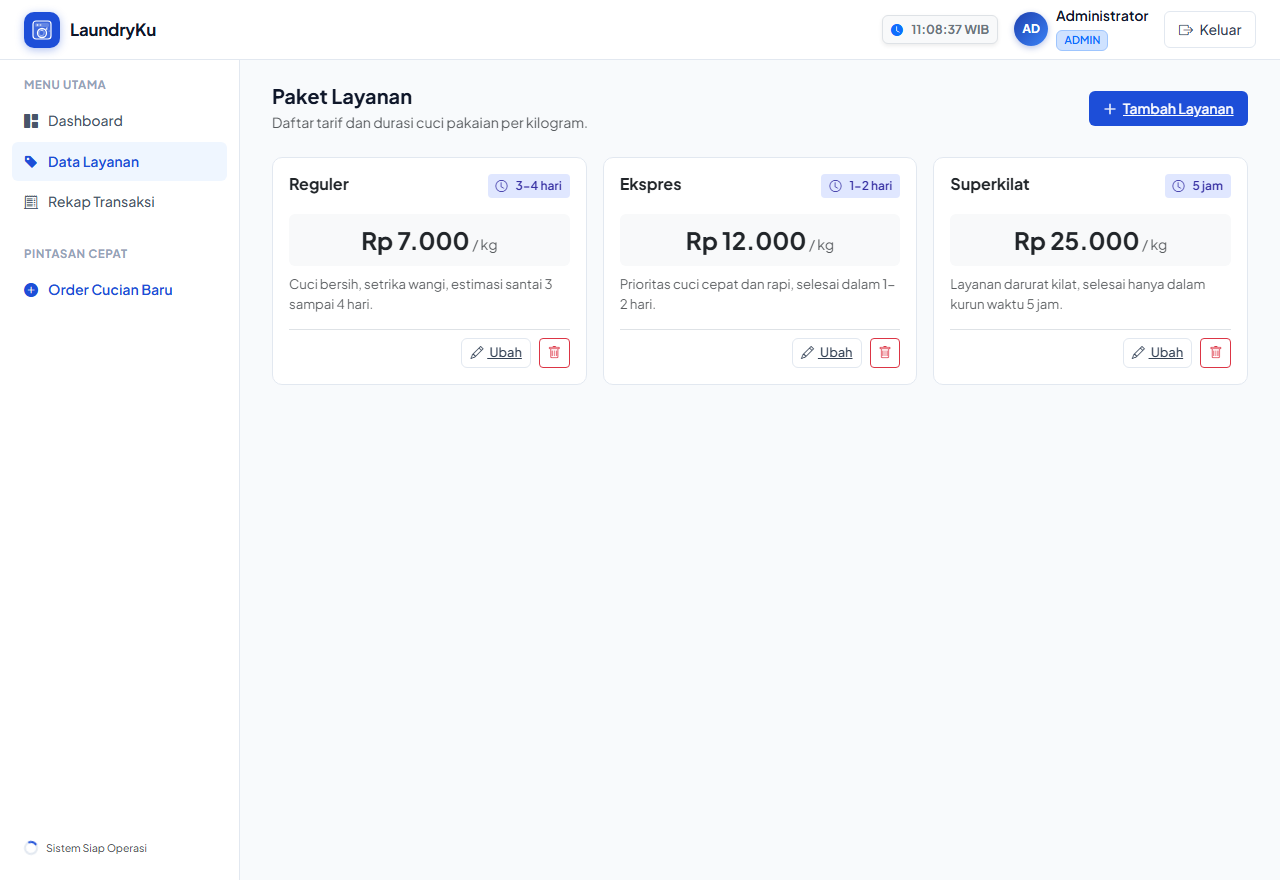 LaundryKu
11:08:37 WIB
AD
Administrator
ADMIN
Keluar
MENU UTAMA
Dashboard
Data Layanan
Rekap Transaksi
PINTASAN CEPAT
Order Cucian Baru
Sistem Siap Operasi
Paket Layanan
Daftar tarif dan durasi cuci pakaian per kilogram.
Tambah Layanan
Reguler
3–4 hari
Rp 7.000 / kg
Cuci bersih, setrika wangi, estimasi santai 3
sampai 4 hari.
Ubah
Ekspres
1–2 hari
Rp 12.000 / kg
Prioritas cuci cepat dan rapi, selesai dalam 1–
2 hari.
Ubah
Superkilat
5 jam
Rp 25.000 / kg
Layanan darurat kilat, selesai hanya dalam
kurun waktu 5 jam.
Ubah